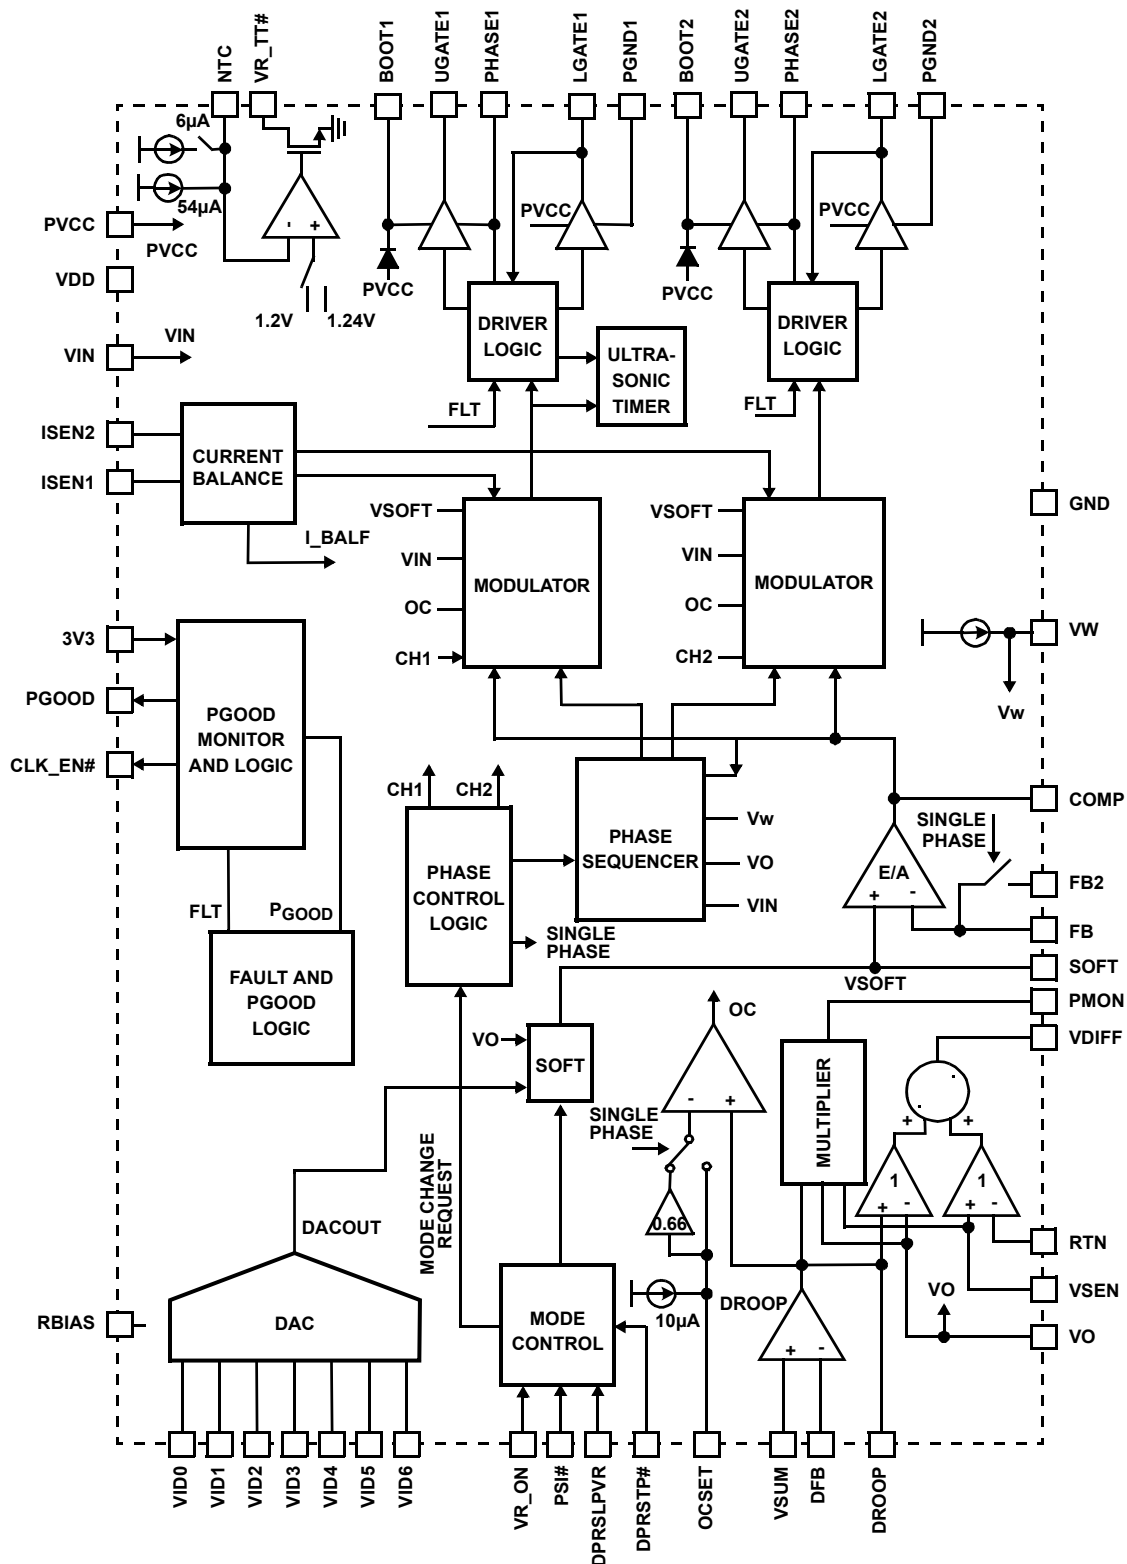 NTC
VR_TT#
BOOT1
UGATE1
PHASE1
LGATE1
PGND1
BOOT2
UGATE2
PHASE2
LGATE2
PGND2
6µA
54µA
PVCC
PVCC
- +
1.2V
1.24V
PVCC
PVCC
PVCC
PVCC
VDD
VIN
VIN
DRIVER
LOGIC
ULTRA-
SONIC
TIMER
DRIVER
LOGIC
FLT
FLT
ISEN2
ISEN1
CURRENT
BALANCE
I_BALF
GND
VSOFT
VIN
OC
CH1
MODULATOR
VSOFT
VIN
OC
CH2
MODULATOR
VW
Vw
3V3
PGOOD
CLK_EN#
PGOOD
MONITOR
AND LOGIC
FLT
PGOOD
FAULT AND
PGOOD
LOGIC
CH1
CH2
PHASE
CONTROL
LOGIC
SINGLE
PHASE
PHASE
SEQUENCER
Vw
VO
VIN
COMP
SINGLE
PHASE
E/A
+ -
FB2
FB
SOFT
VSOFT
PMON
VDIFF
VO
SOFT
OC
- +
SINGLE
PHASE
0.66
MULTIPLIER
- -
+ +
1
+ -
1
+ -
RTN
VSEN
VO
VO
MODE CHANGE
REQUEST
DACOUT
DAC
RBIAS
MODE
CONTROL
10µA
DROOP
+ -
VID0
VID1
VID2
VID3
VID4
VID5
VID6
VR_ON
PSI#
DPRSLPVR
DPRSTP#
OCSET
VSUM
DFB
DROOP